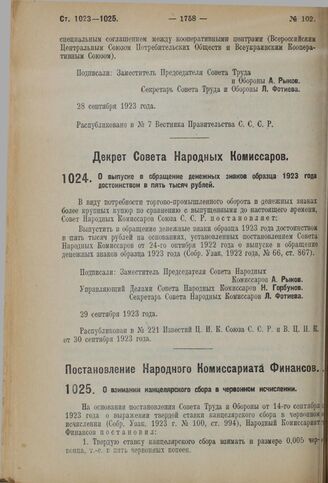 Ст. 1023—1025. — 1758 — № 102.
специальным соглашением между кооперативными центрами (Всероссийским
Центральным Союзом Потребительских Обществ и Всеукраинским Кооперативным
Союзом).
Подписали: Заместитель Председателя Совета Труда
и Обороны А. Рыков.
Секретарь Совета Труда и Обороны Л. Фотиева.
28 сентября 1923 года.
Распубликовано в № 7 Вестника Правительства С. С. С. Р.
Декрет Совета Народных Комиссаров.
1024. О выпуске в обращение денежных знаков образца 1923 года
достоинством в пять тысяч рублей.
В виду потребности торгово-промышленного оборота в денежных знаках
более крупных купюр по сравнению с выпущенными до настоящего времени,
Совет Народных Комиссаров Союза С. С. Р. постановляет:
Выпустить в обращение денежные знаки образца 1923 года достоинством
в пять тысяч рублей на основаниях, установленных постановлением Совета
Народных Комиссаров от 24-го октября 1922 года о выпуске в обращение
денежных знаков образца 1923 года (Собр. Узак. 1922 года, № 66, ст. 867).
Подписали: Заместитель Председателя Совета Народных
Комиссаров А. Рыков.
Управляющий Делами Совета Народных Комиссаров Н. Горбунов.
Секретарь Совета Народных Комиссаров Л. Фотиева.
29 сентября 1923 года.
Распубликован в № 221 Известий Ц. И. К. Союза С. С. Р. и В. Ц. И. К.
от 30 сентября 1923 года.
Постановление Народного Комиссариата Финансов.
1025. О взимании канцелярского сбора в червонном исчислении.
На основании постановления Совета Труда и Обороны от 14-го сентября
1923 года о выражении твердой ставки канцелярского сбора в червонном
исчислении (Собр. Узак. 1923 г. № 100, ст. 994), Народный Комиссариат
Финансов постановил:
1. Твердую ставку канцелярского сбора взимать в размере 0,005 червонца,
т.-е. в пять червонных копеек.